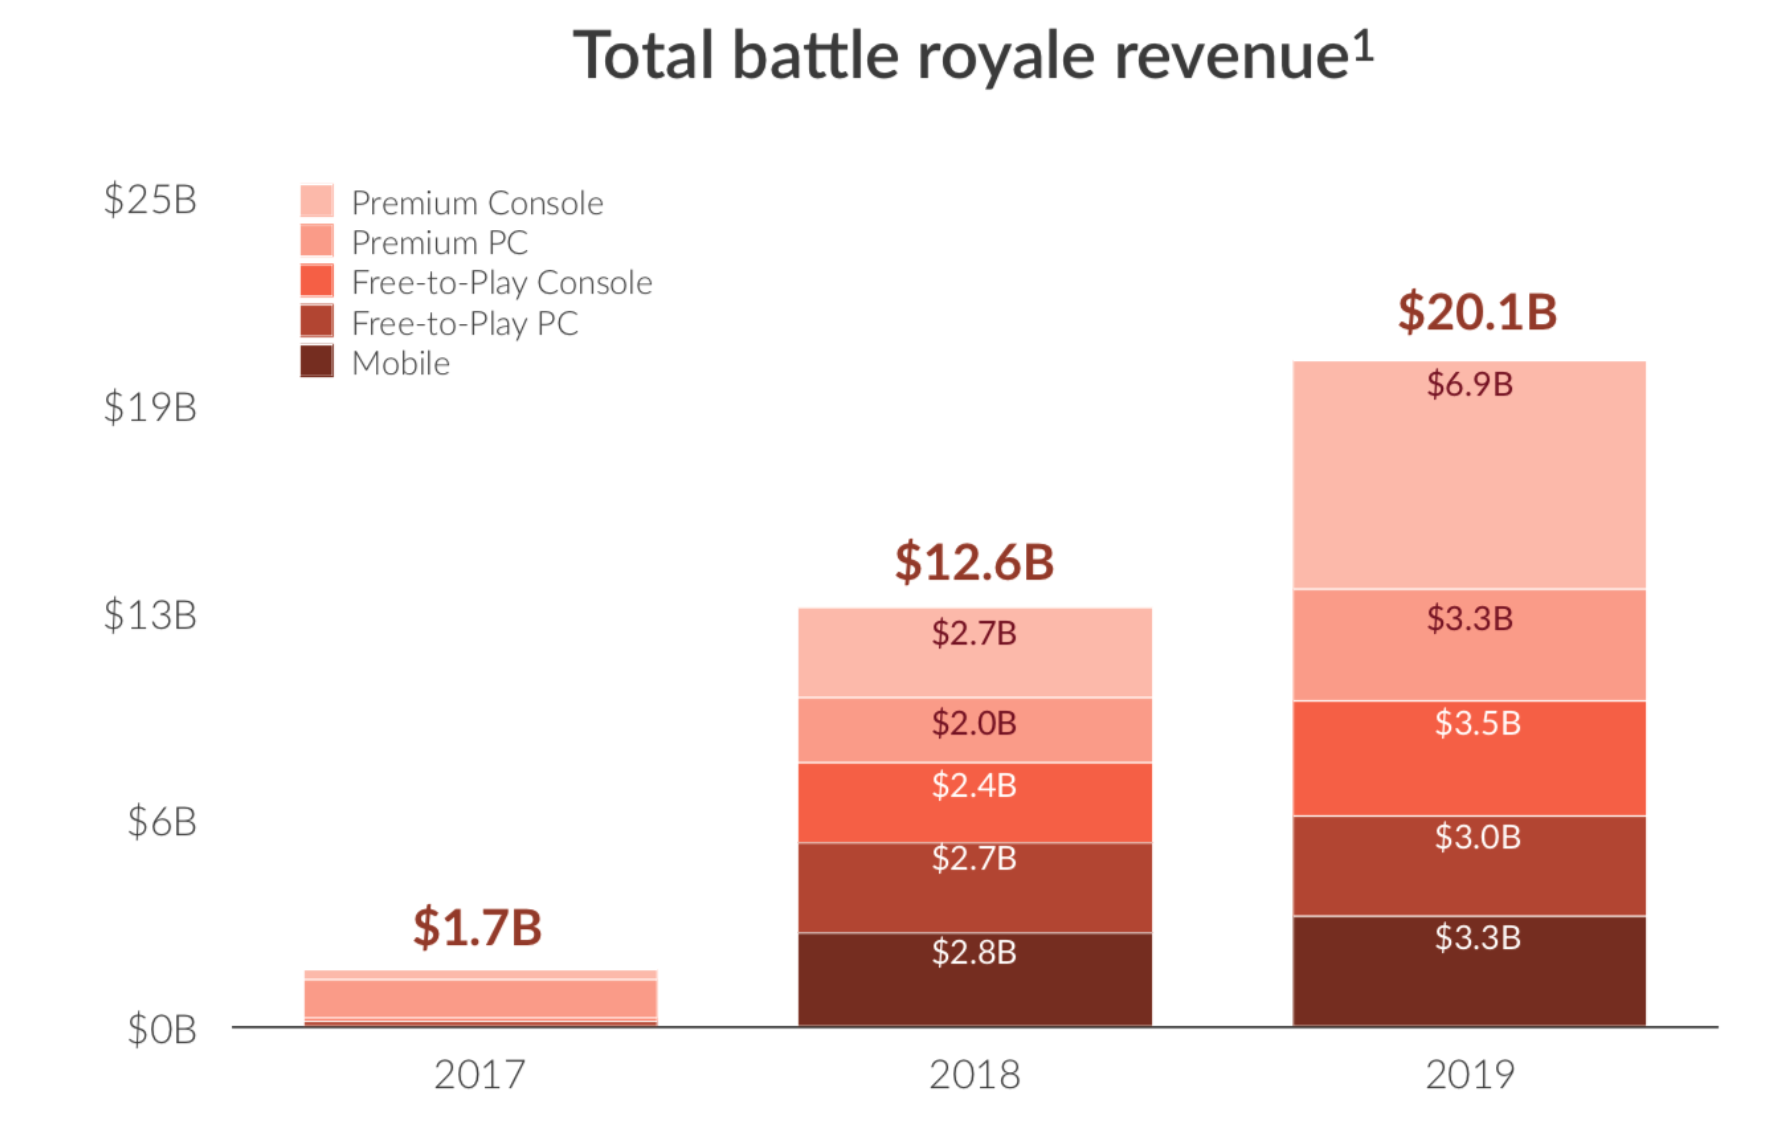 Total battle royale revenue¹
$25B
$19B
$13B
$6B
$0B
Premium Console
Premium PC
Free-to-Play Console
Free-to-Play PC
Mobile
$1.7B
$12.6B
$2.7B
$2.0B
$2.4B
$2.7B
$2.8B
$20.1B
$6.9B
$3.3B
$3.5B
$3.0B
$3.3B
2017
2018
2019